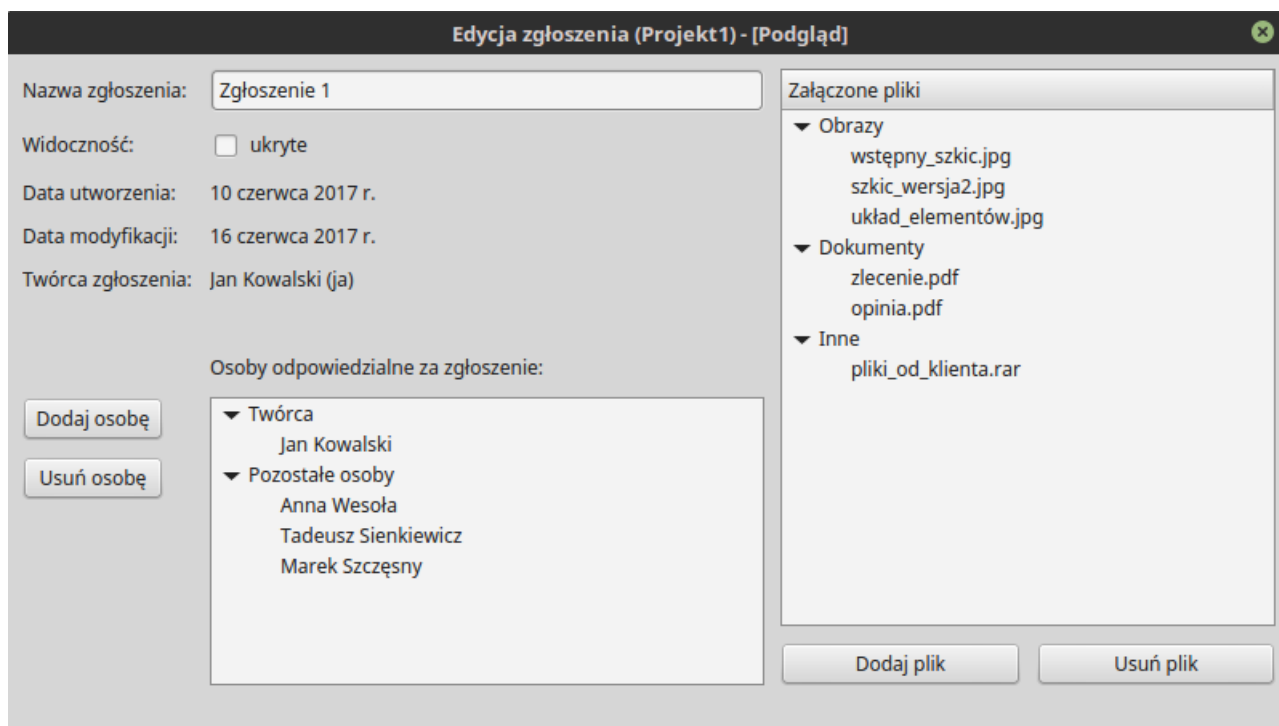 Edycja zgłoszenia (Projekt1) - [Podgląd]
Nazwa zgłoszenia: Zgłoszenie 1
Widoczność: ukryte
Data utworzenia: 10 czerwca 2017 r.
Data modyfikacji: 16 czerwca 2017 r.
Twórca zgłoszenia: Jan Kowalski (ja)
Osoby odpowiedzialne za zgłoszenie:
Dodaj osobę
Usuń osobę
Twórca
Jan Kowalski
Pozostałe osoby
Anna Wesoła
Tadeusz Sienkiewicz
Marek Szczęsny
Załączone pliki
Obrazy
wstępny_szkic.jpg
szkic_wersja2.jpg
układ_elementów.jpg
Dokumenty
zlecenie.pdf
opinia.pdf
Inne
pliki_od_klienta.rar
Dodaj plik Usuń plik